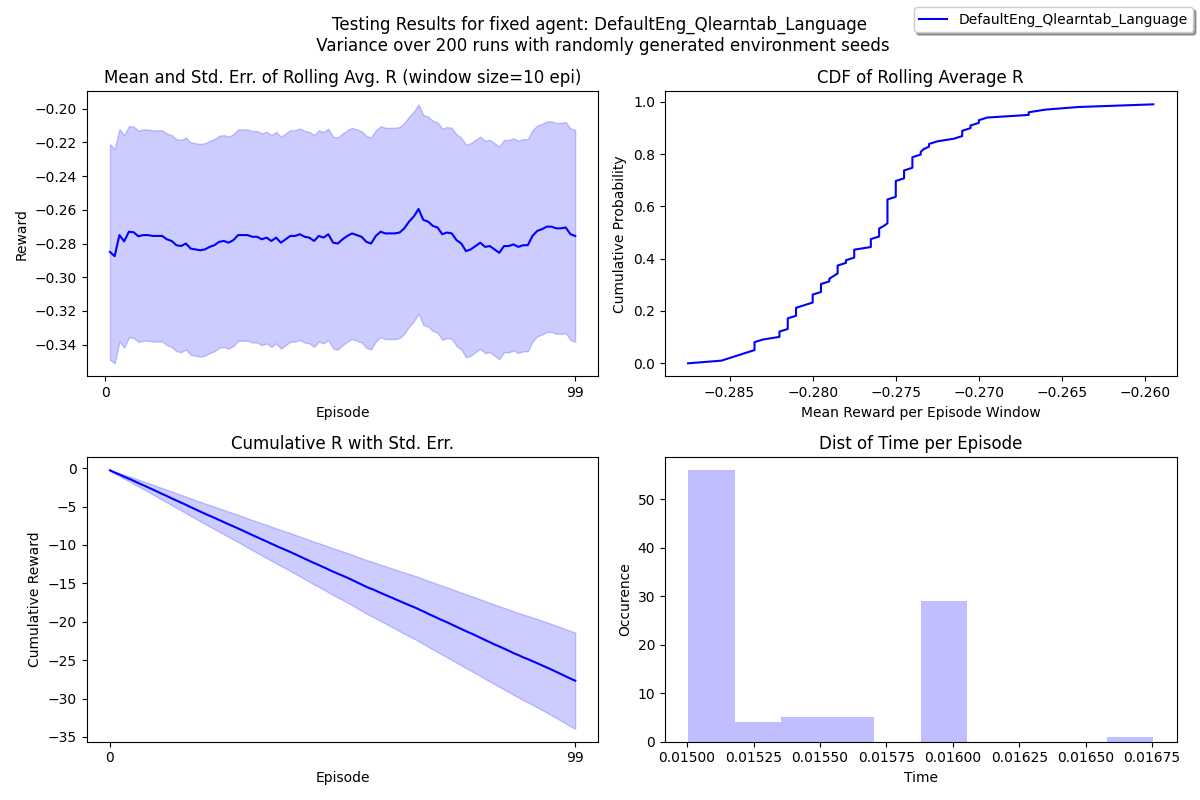 Testing Results for fixed agent: DefaultEng_Qlearntab_Language
Variance over 200 runs with randomly generated environment seeds
DefaultEng_Qlearntab_Language
Mean and Std. Err. of Rolling Avg. R (window size=10 epi)
Reward
−0.20
−0.22
−0.24
−0.26
−0.28
−0.30
−0.32
−0.34
0 99
Episode
CDF of Rolling Average R
Cumulative Probability
1.0
0.8
0.6
0.4
0.2
0.0
−0.285 −0.280 −0.275 −0.270 −0.265 −0.260
Mean Reward per Episode Window
Cumulative R with Std. Err.
Cumulative Reward
0
−5
−10
−15
−20
−25
−30
−35
0 99
Episode
Dist of Time per Episode
Occurence
50
40
30
20
10
0
0.01500 0.01525 0.01550 0.01575 0.01600 0.01625 0.01650 0.01675
Time